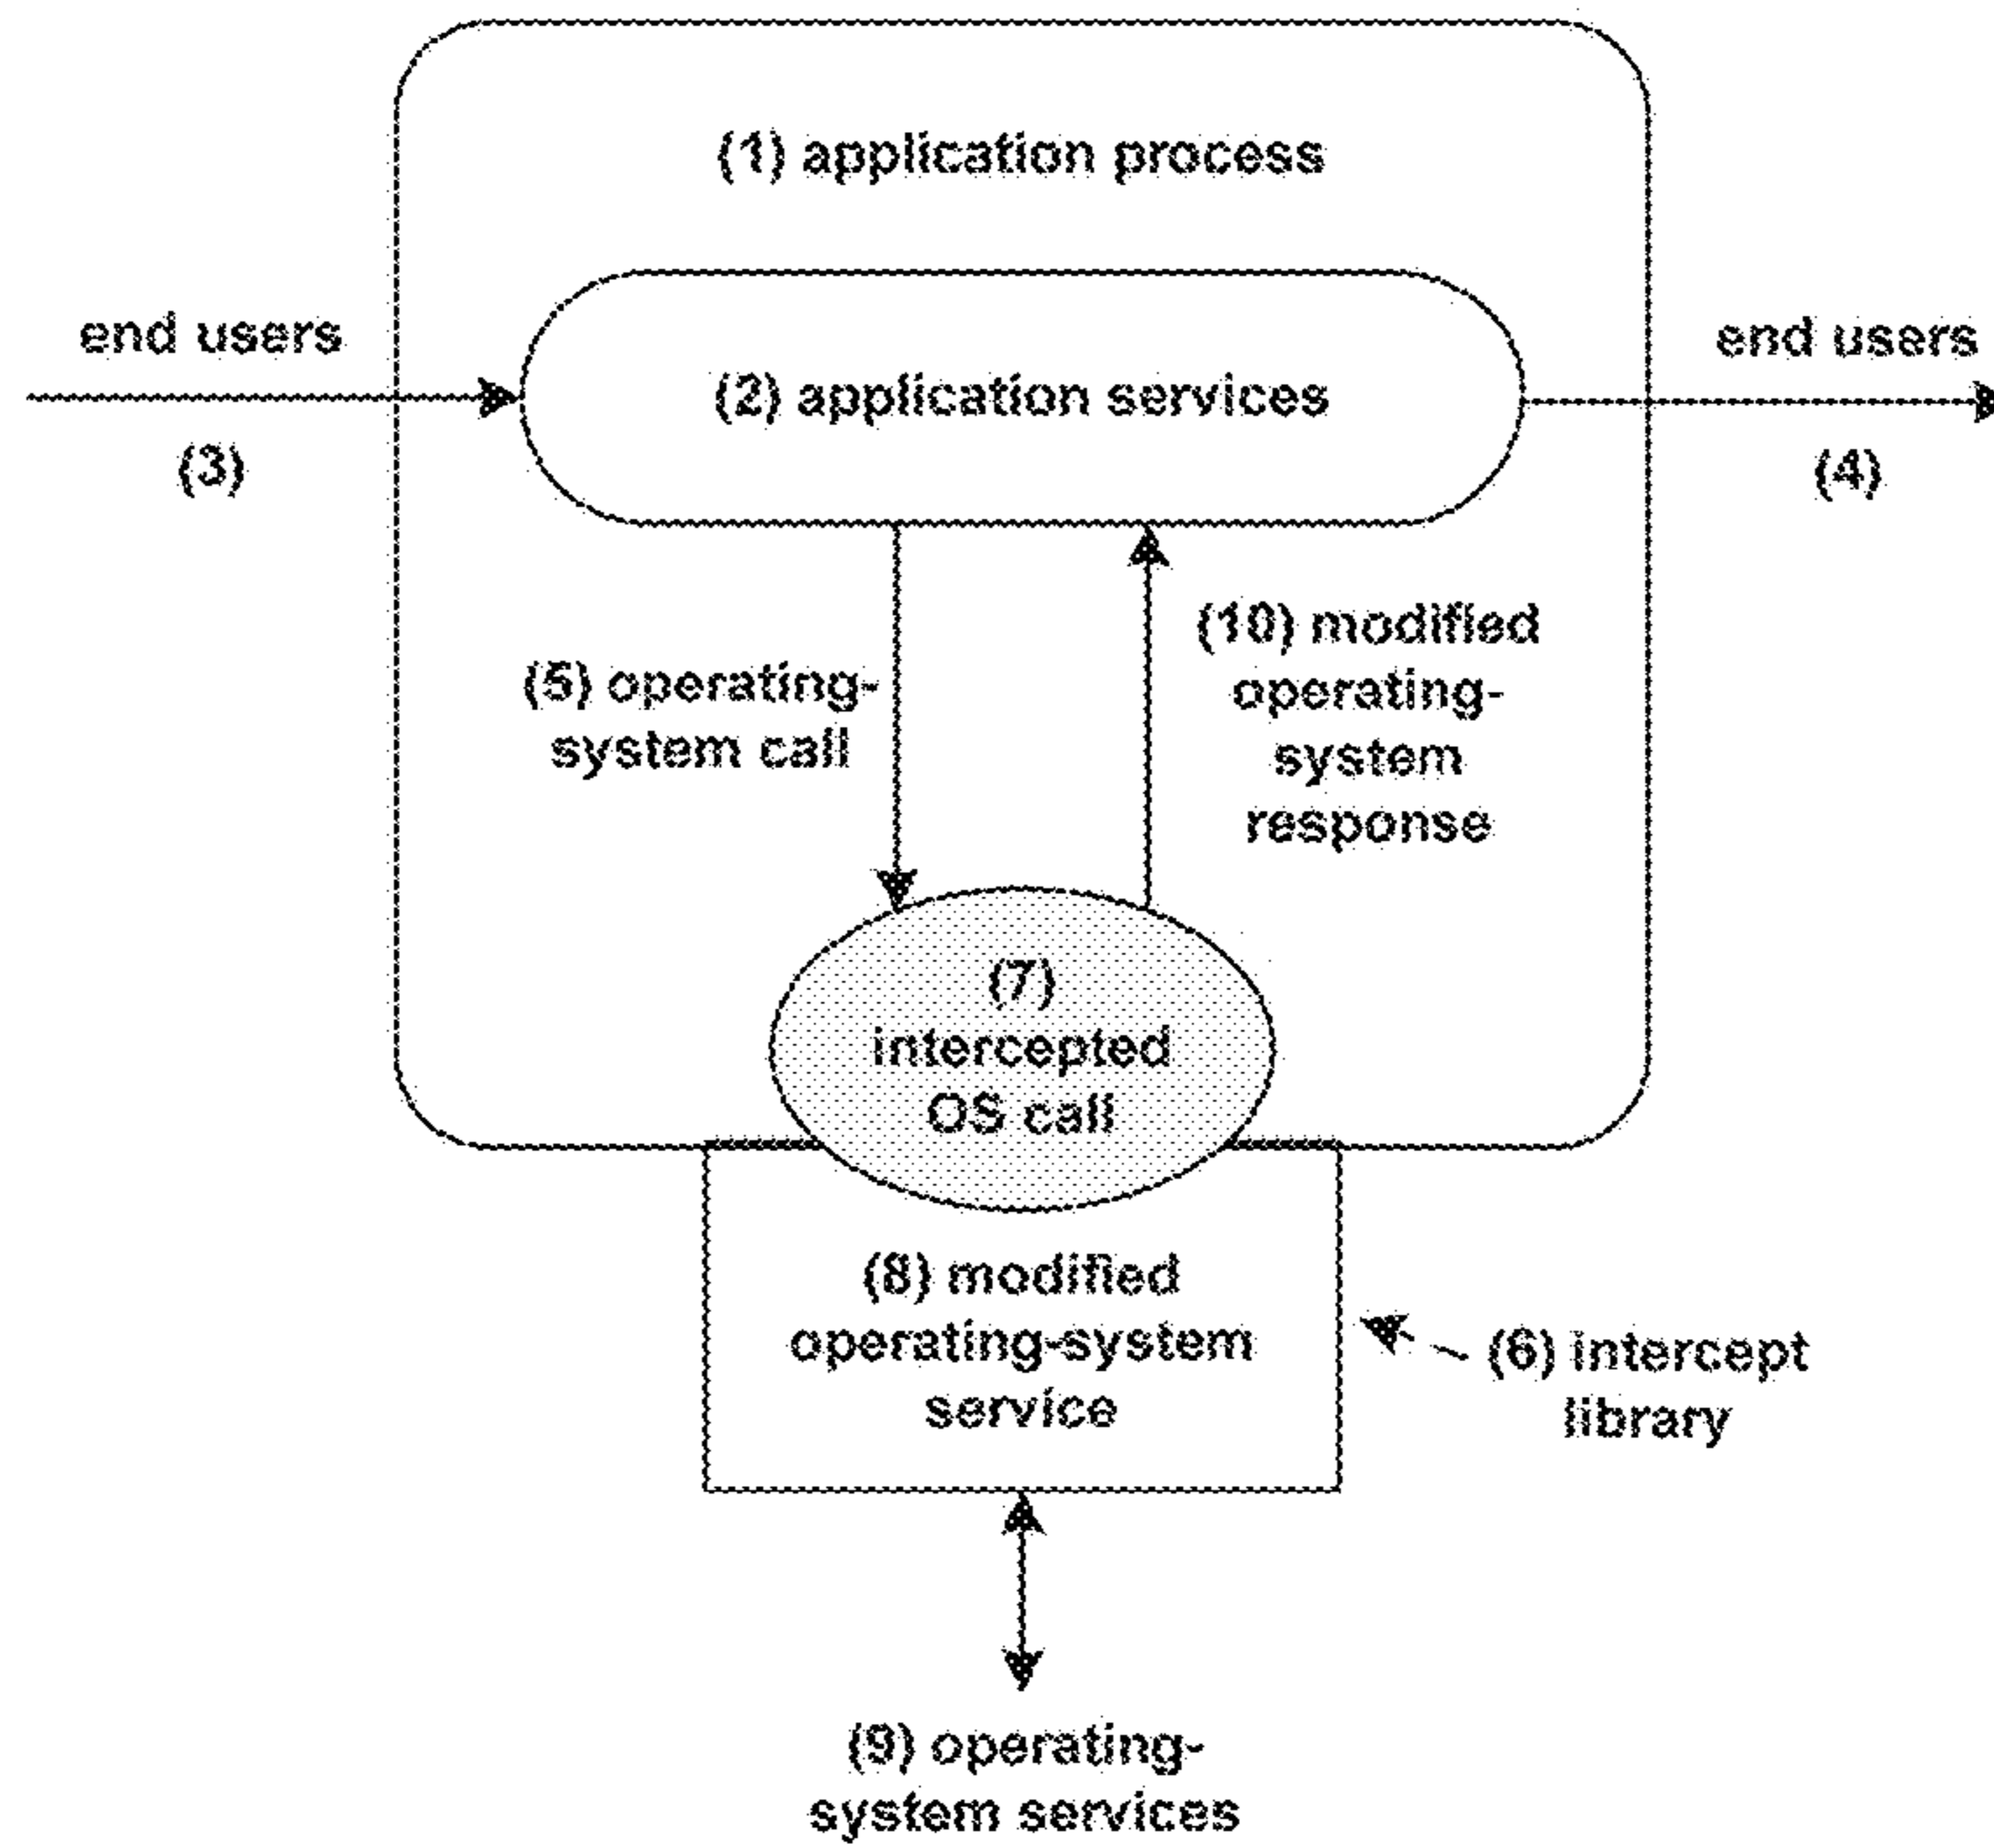 (1) application process
end users
(3)
(2) application services
end users
(4)
(5) operating-
system call
(10) modified
operating-
system
response
(7)
intercepted
OS call
(8) modified
operating-system
service
(6) intercept
library
(9) operating-
system services